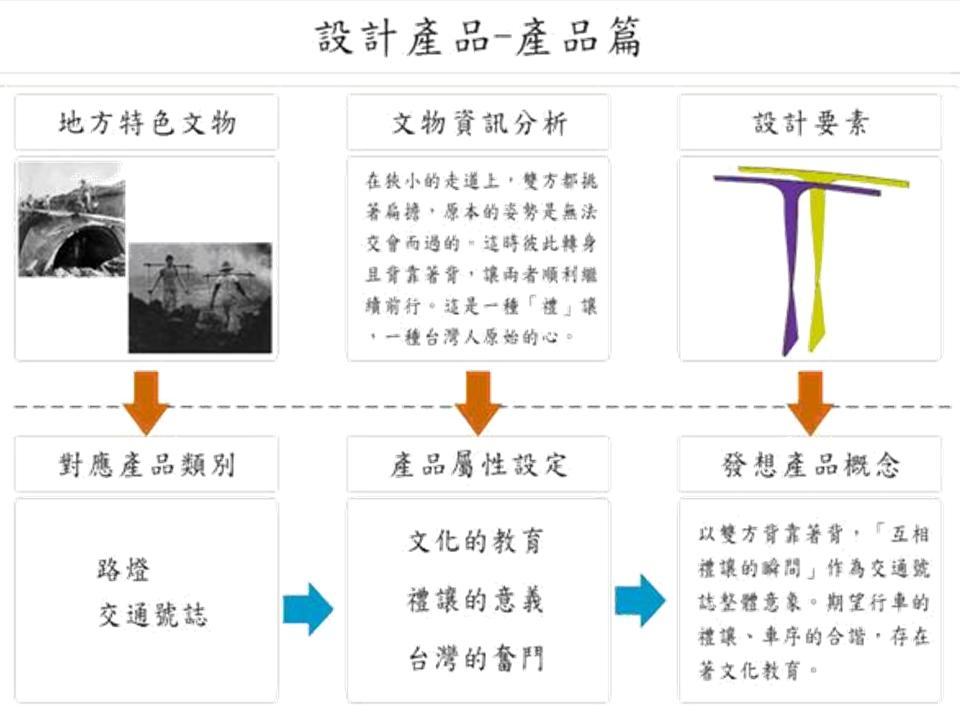 設計產品-產品篇
地方特色文物
文物資訊分析
在狹小的走道上，雙方都挑
著扁擔，原本的姿勢是無法
交會而過的。這時彼此轉身
且背靠著背，讓兩者順利繼
續前行。這是一種「禮」讓
，一種台灣人原始的心。
設計要素
對應產品類別
路燈
交通號誌
產品屬性設定
文化的教育
禮讓的意義
台灣的奮鬥
發想產品概念
以雙方背靠著背，「互相
禮讓的瞬間」作為交通號
誌整體意象。期望行車的
禮讓、車序的合諧，存在
著文化教育。